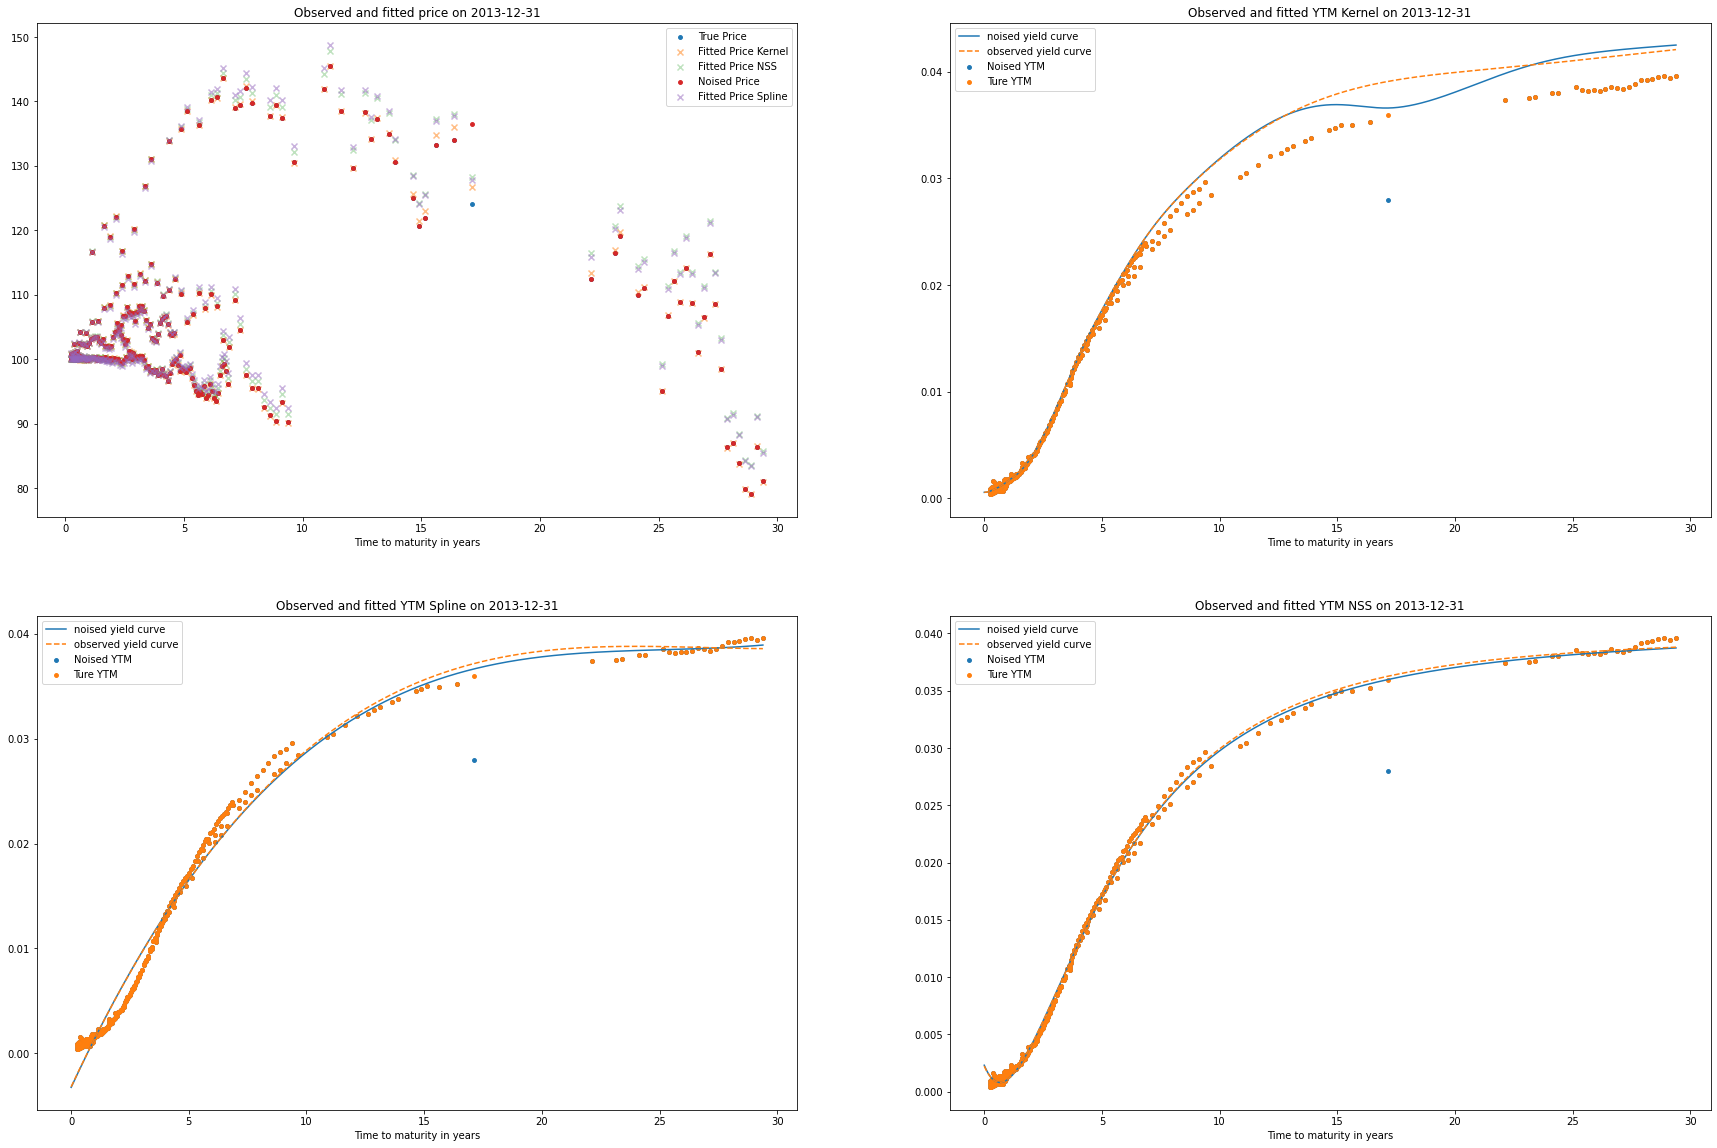 Observed and fitted price on 2013-12-31
150
140
130
120
110
100
90
80
0 5 10 15 20 25 30
Time to maturity in years
True Price
Fitted Price Kernel
Fitted Price NSS
Noised Price
Fitted Price Spline
Observed and fitted YTM Kernel on 2013-12-31
0.04
0.03
0.02
0.01
0.00
0 5 10 15 20 25 30
Time to maturity in years
noised yield curve
observed yield curve
Noised YTM
Ture YTM
Observed and fitted YTM Spline on 2013-12-31
0.04
0.03
0.02
0.01
0.00
0 5 10 15 20 25 30
Time to maturity in years
noised yield curve
observed yield curve
Noised YTM
Ture YTM
Observed and fitted YTM NSS on 2013-12-31
0.040
0.035
0.030
0.025
0.020
0.015
0.010
0.005
0.000
0 5 10 15 20 25 30
Time to maturity in years
noised yield curve
observed yield curve
Noised YTM
Ture YTM